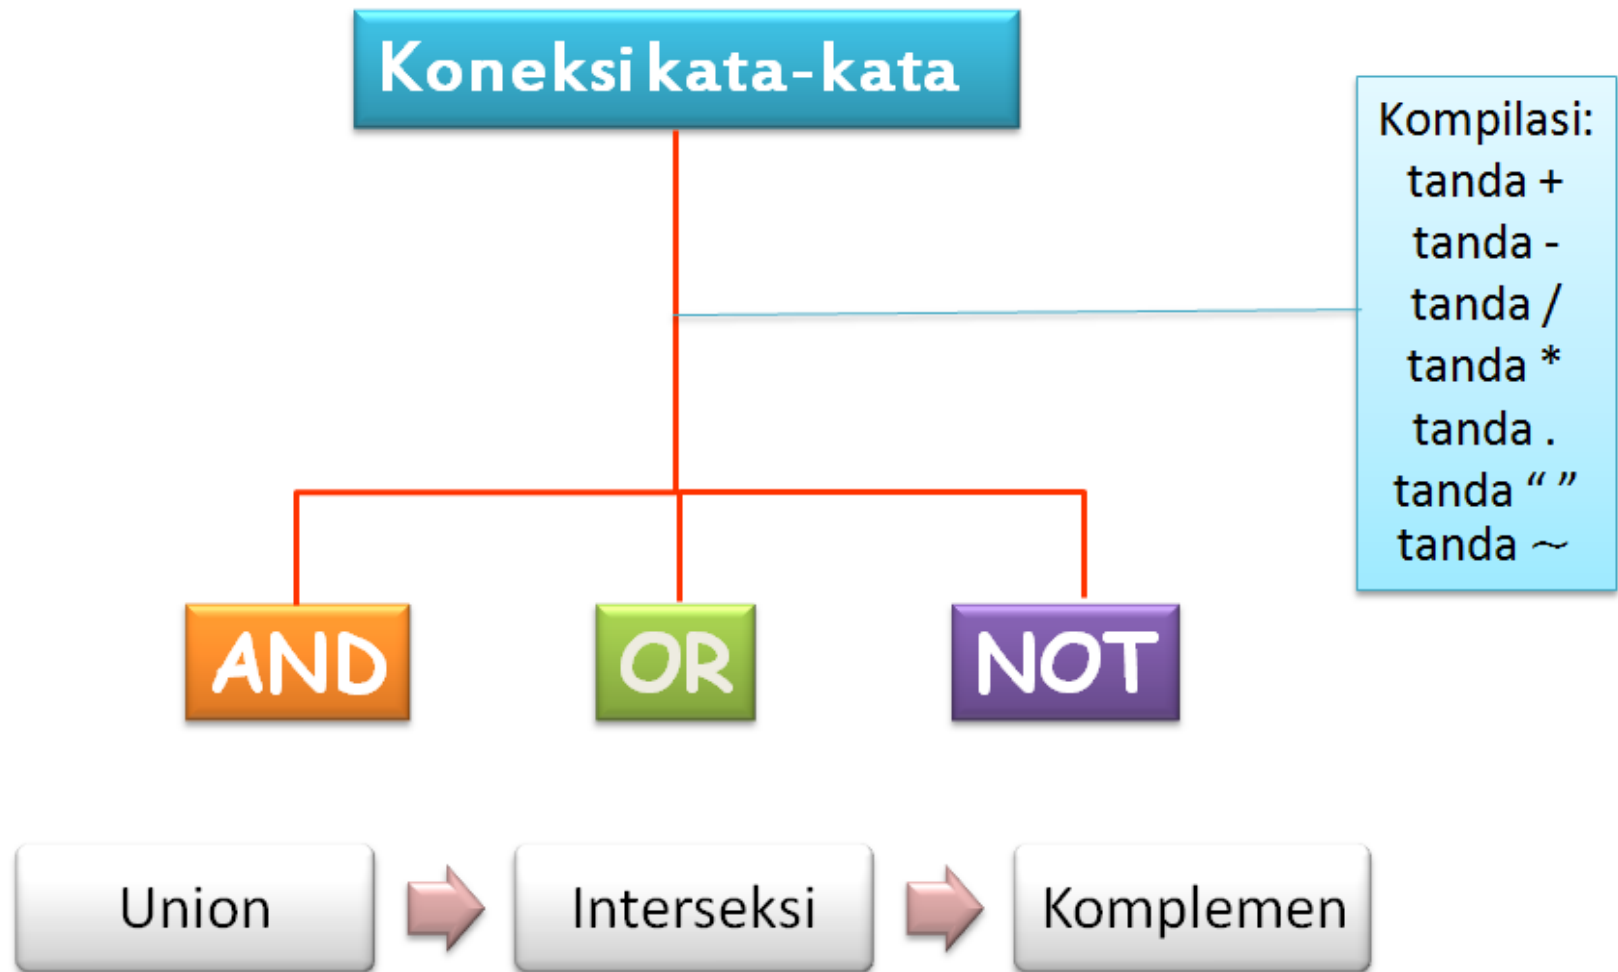 Koneksi kata-kata
Kompilasi:
tanda +
tanda -
tanda /
tanda *
tanda .
tanda “ ”
tanda ~
AND
OR
NOT
Union
Interseksi
Komplemen